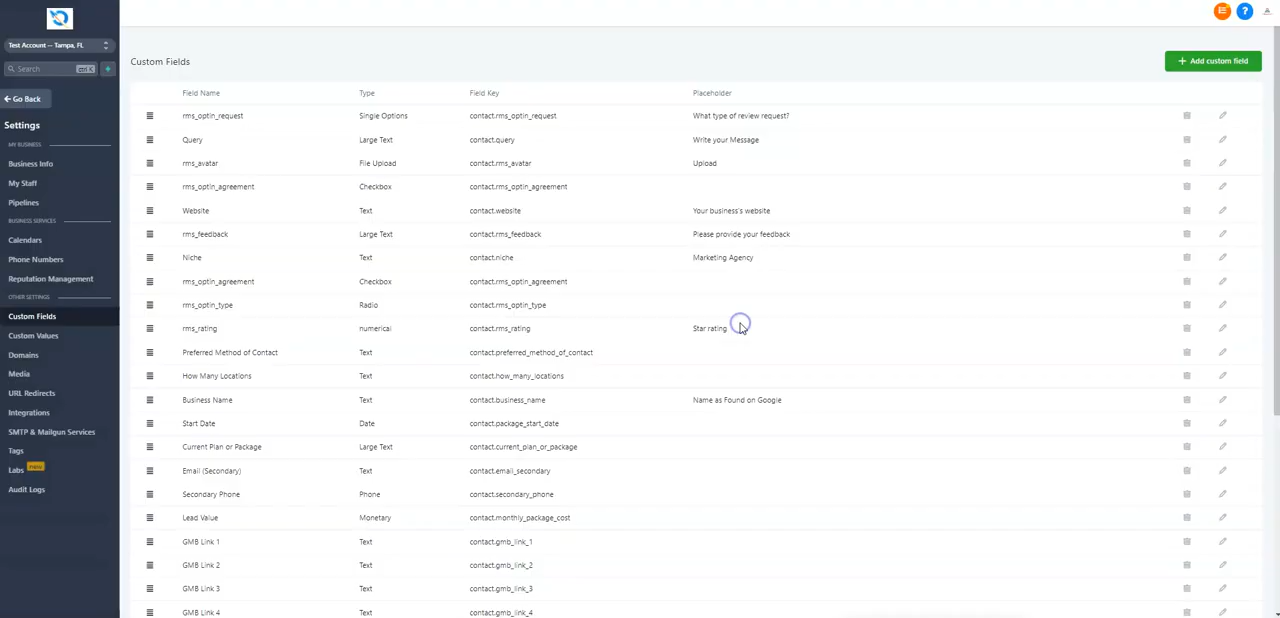 Test Account -- Tampa, FL
Search ctrl K +
Go Back
Settings
MY BUSINESS
Business Info
My Staff
Pipelines
BUSINESS SERVICES
Calendars
Phone Numbers
Reputation Management
OTHER SETTINGS
Custom Fields
Custom Values
Domains
Media
URL Redirects
Integrations
SMTP & Mailgun Services
Tags
Labs new
Audit Logs
?
Custom Fields
+ Add custom field
Field Name Type Field Key Placeholder
rms_optin_request Single Options contact.rms_optin_request What type of review request?
Query Large Text contact.query Write your Message
rms_avatar File Upload contact.rms_avatar Upload
rms_optin_agreement Checkbox contact.rms_optin_agreement
Website Text contact.website Your business's website
rms_feedback Large Text contact.rms_feedback Please provide your feedback
Niche Text contact.niche Marketing Agency
rms_optin_agreement Checkbox contact.rms_optin_agreement
rms_optin_type Radio contact.rms_optin_type
rms_rating numerical contact.rms_rating Star rating
Preferred Method of Contact Text contact.preferred_method_of_contact
How Many Locations Text contact.how_many_locations
Business Name Text contact.business_name Name as Found on Google
Start Date Date contact.package_start_date
Current Plan or Package Large Text contact.current_plan_or_package
Email (Secondary) Text contact.email_secondary
Secondary Phone Phone contact.secondary_phone
Lead Value Monetary contact.monthly_package_cost
GMB Link 1 Text contact.gmb_link_1
GMB Link 2 Text contact.gmb_link_2
GMB Link 3 Text contact.gmb_link_3
GMB Link 4 Text contact.gmb_link_4